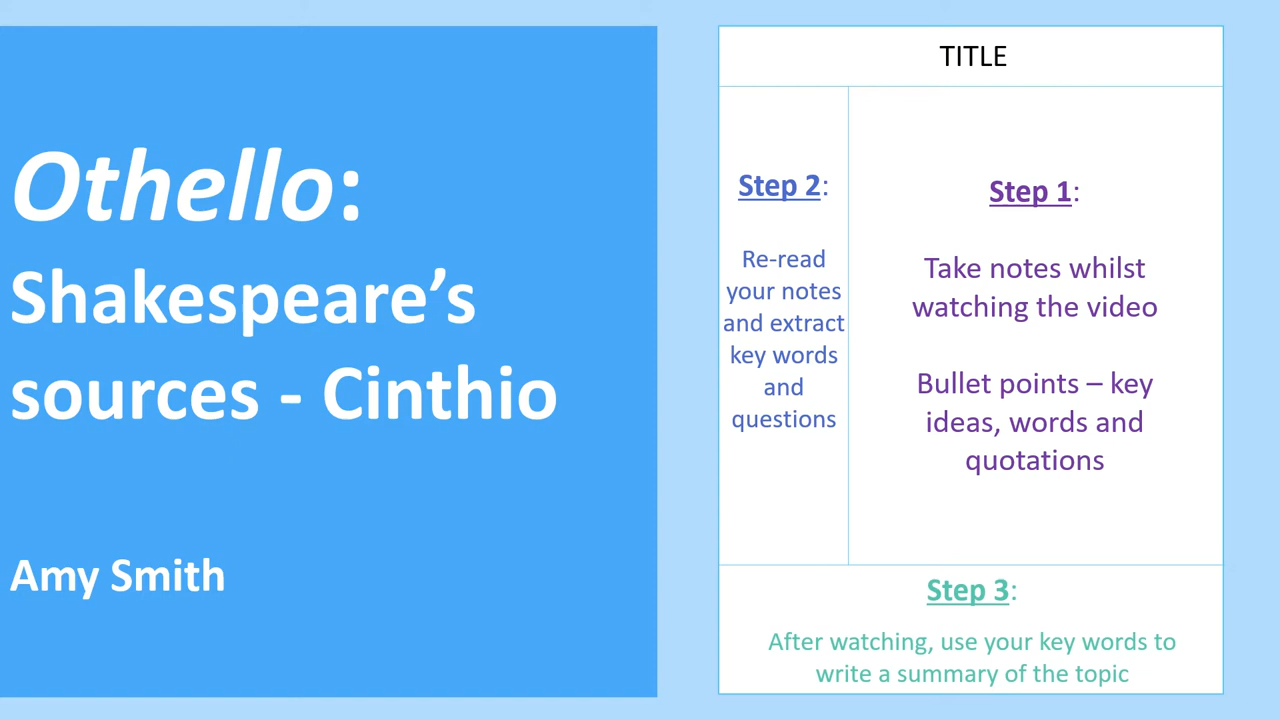 Othello:
Shakespeare’s
sources - Cinthio
Amy Smith
TITLE
Step 2:
Re-read
your notes
and extract
key words
and
questions
Step 1:
Take notes whilst
watching the video
Bullet points – key
ideas, words and
quotations
Step 3:
After watching, use your key words to
write a summary of the topic